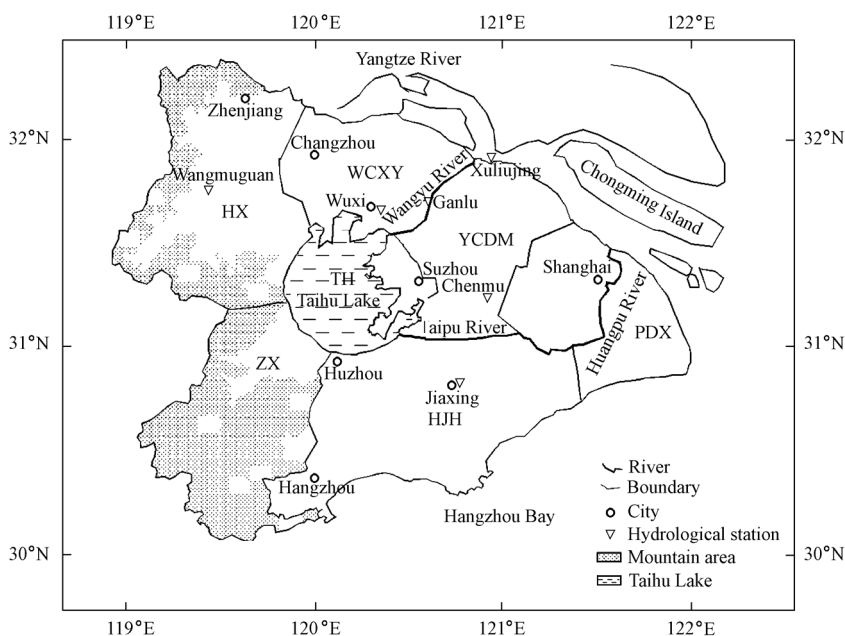 119°E 120°E 121°E 122°E
Yangtze River
Zhenjiang
32°N 32°N
Changzhou
WCXY
Xuliujing
Wangmuguan
Chongming Island
Wuxi
Wangyu River
Ganlu
HX
YCDM
TH
Suzhou
Shanghai
Chenmu
Taihu Lake
Taipu River
Huangpu River
PDX
31°N 31°N
ZX
Huzhou
Jiaxing
HJH
Hangzhou
River
Boundary
City
Hangzhou Bay
Hydrological station
30°N 30°N
Mountain area
Taihu Lake
119°E 120°E 121°E 122°E